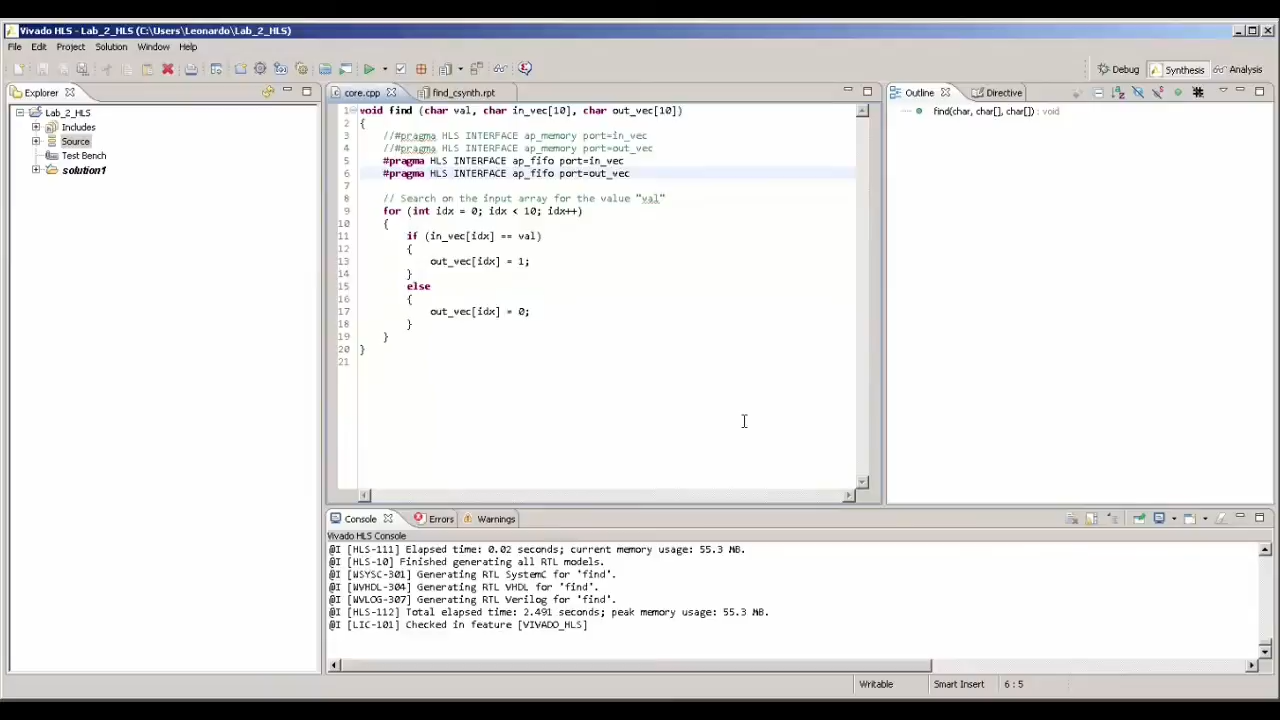 Vivado HLS - Lab_2_HLS (C:\Users\Leonardo\Lab_2_HLS)
File Edit Project Solution Window Help
Debug Synthesis Analysis
Explorer
Lab_2_HLS
Includes
Source
Test Bench
solution1
core.cpp find_csynth.rpt
1 void find (char val, char in_vec[10], char out_vec[10])
2 {
3 //#pragma HLS INTERFACE ap_memory port=in_vec
4 //#pragma HLS INTERFACE ap_memory port=out_vec
5 #pragma HLS INTERFACE ap_fifo port=in_vec
6 #pragma HLS INTERFACE ap_fifo port=out_vec
7
8 // Search on the input array for the value "val"
9 for (int idx = 0; idx < 10; idx++)
10 {
11 if (in_vec[idx] == val)
12 {
13 out_vec[idx] = 1;
14 }
15 else
16 {
17 out_vec[idx] = 0;
18 }
19 }
20 }
21
Outline Directive
find(char, char[], char[]) : void
Console Errors Warnings
Vivado HLS Console
@I [HLS-111] Elapsed time: 0.02 seconds; current memory usage: 55.3 MB.
@I [HLS-10] Finished generating all RTL models.
@I [WSYSC-301] Generating RTL SystemC for 'find'.
@I [WVHDL-304] Generating RTL VHDL for 'find'.
@I [WVLOG-307] Generating RTL Verilog for 'find'.
@I [HLS-112] Total elapsed time: 2.491 seconds; peak memory usage: 55.3 MB.
@I [LIC-101] Checked in feature [VIVADO_HLS]
Writable Smart Insert 6 : 5